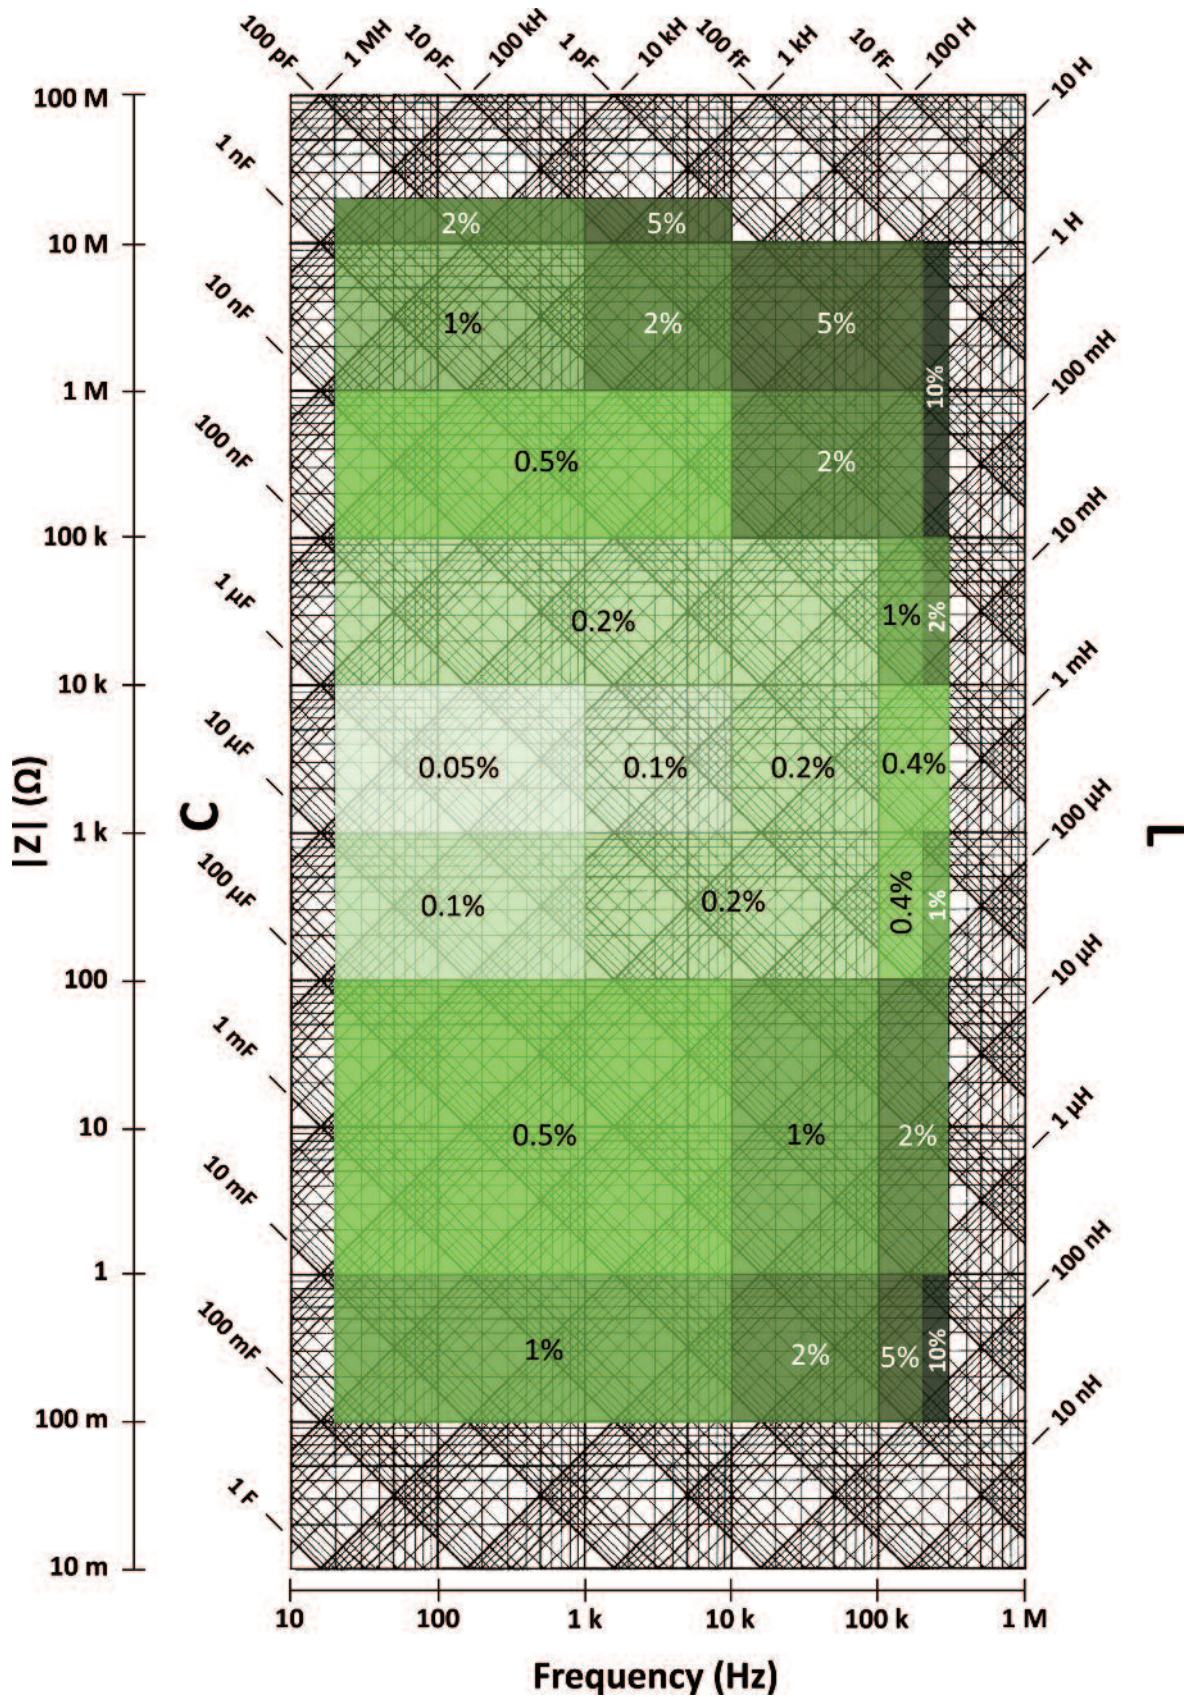 100 pF
1 MH
10 pF
100 kH
1 pF
10 kH
100 fF
1 kH
10 fF
100 H
10 H
100 M
1 nF
2%
5%
1 H
10 M
10 nF
1%
2%
5%
10%
100 mH
1 M
100 nF
0.5%
2%
10 mH
100 k
1 µF
0.2%
1%
2%
1 mH
10 k
10 µF
0.05%
0.1%
0.2%
0.4%
|Z| (Ω)
C
100 µH
L
1 k
100 µF
0.1%
0.2%
0.4%
1%
10 µH
100
1 mF
1 µH
10
0.5%
1%
2%
10 mF
100 nH
1
100 mF
1%
2%
5%
10%
10 nH
100 m
1 F
10 m
10
100
1 k
10 k
100 k
1 M
Frequency (Hz)